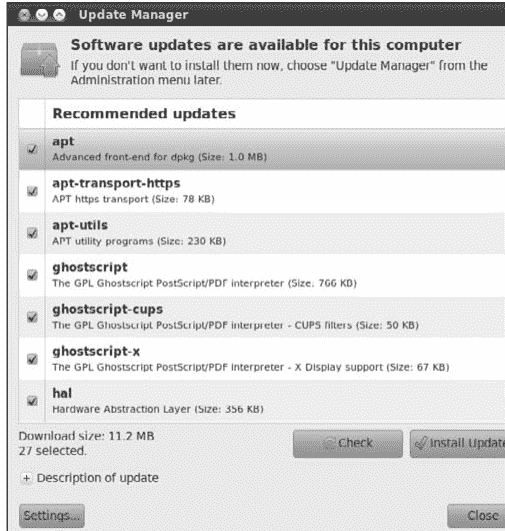 Update Manager
Software updates are available for this computer
If you don't want to install them now, choose "Update Manager" from the
Administration menu later.
Recommended updates
apt
Advanced front-end for dpkg (Size: 1.0 MB)
apt-transport-https
APT https transport (Size: 78 KB)
apt-utils
APT utility programs (Size: 230 KB)
ghostscript
The GPL Ghostscript PostScript/PDF interpreter (Size: 766 KB)
ghostscript-cups
The GPL Ghostscript PostScript/PDF interpreter - CUPS filters (Size: 50 KB)
ghostscript-x
The GPL Ghostscript PostScript/PDF interpreter - X Display support (Size: 67 KB)
hal
Hardware Abstraction Layer (Size: 356 KB)
Download size: 11.2 MB
27 selected.
Check
Install Update
Description of update
Settings...
Close